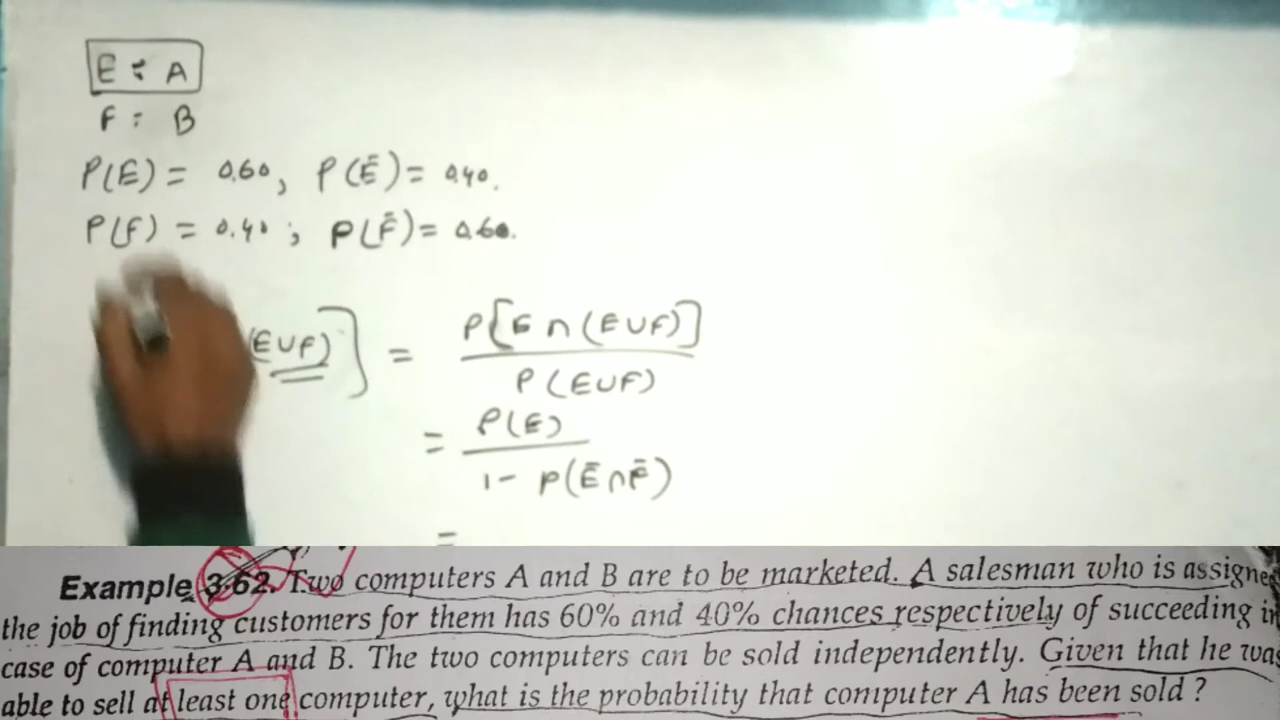 E : A
F : B
P(E) = 0.60, P(Ē) = 0.40.
P(F) = 0.40 ; P(F̄) = 0.60.
(E∪F)] = P[E ∩ (E∪F)] / P(E∪F)
= P(E) / 1 - P(Ē∩F̄)
=
Example 3.62. Two computers A and B are to be marketed. A salesman who is assigne
the job of finding customers for them has 60% and 40% chances respectively of succeeding in
case of computer A and B. The two computers can be sold independently. Given that he was
able to sell at least one computer, what is the probability that computer A has been sold ?